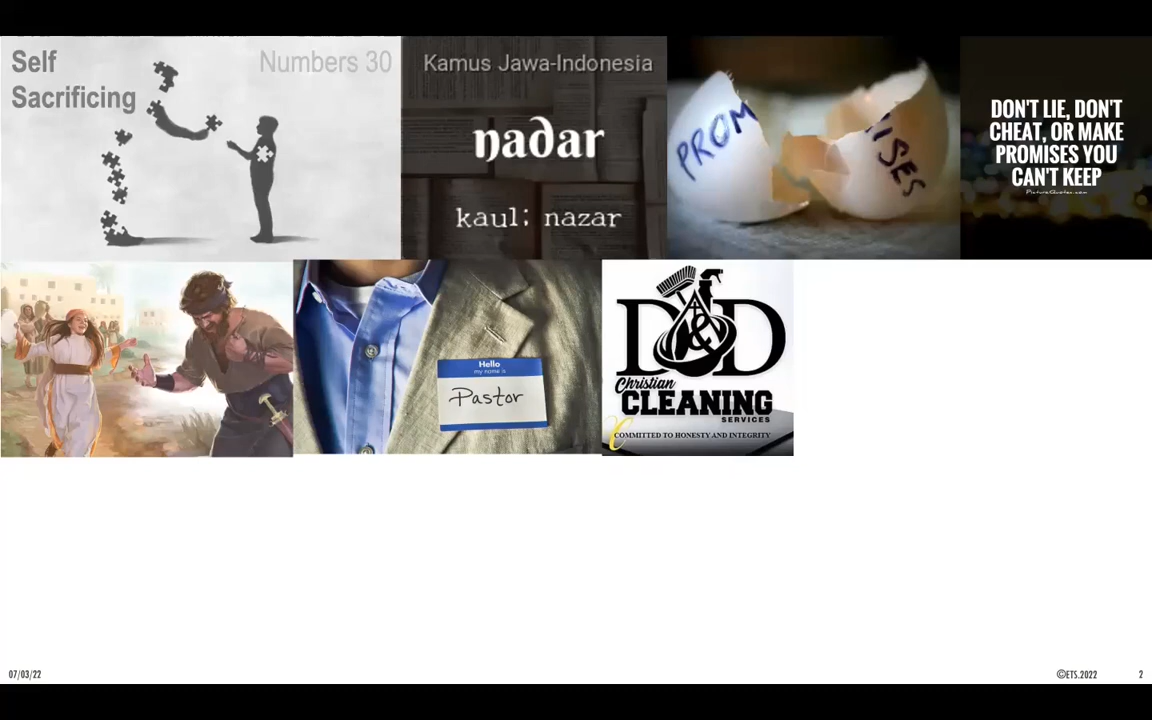 Self
Sacrificing
Numbers 30
Kamus Jawa-Indonesia
nadar
kaul: nazar
PROM
ISES
DON'T LIE, DON'T
CHEAT, OR MAKE
PROMISES YOU
CAN'T KEEP
PictureQuotes.com
Hello
my name is
Pastor
D&D
Christian
CLEANING
SERVICES
COMMITTED TO HONESTY AND INTEGRITY
07/03/22
©ETS.2022
2